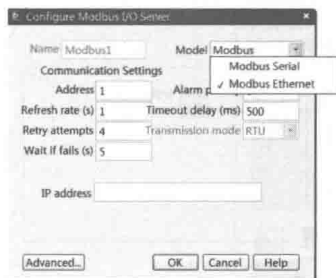 Configure Modbus I/O Server
Name Modbus1 Model Modbus
Modbus Serial
✓ Modbus Ethernet
Communication Settings
Address 1 Alarm p
Refresh rate (s) 1 Timeout delay (ms) 500
Retry attempts 4 Transmission mode RTU
Wait if fails (s) 5
IP address
Advanced... OK Cancel Help